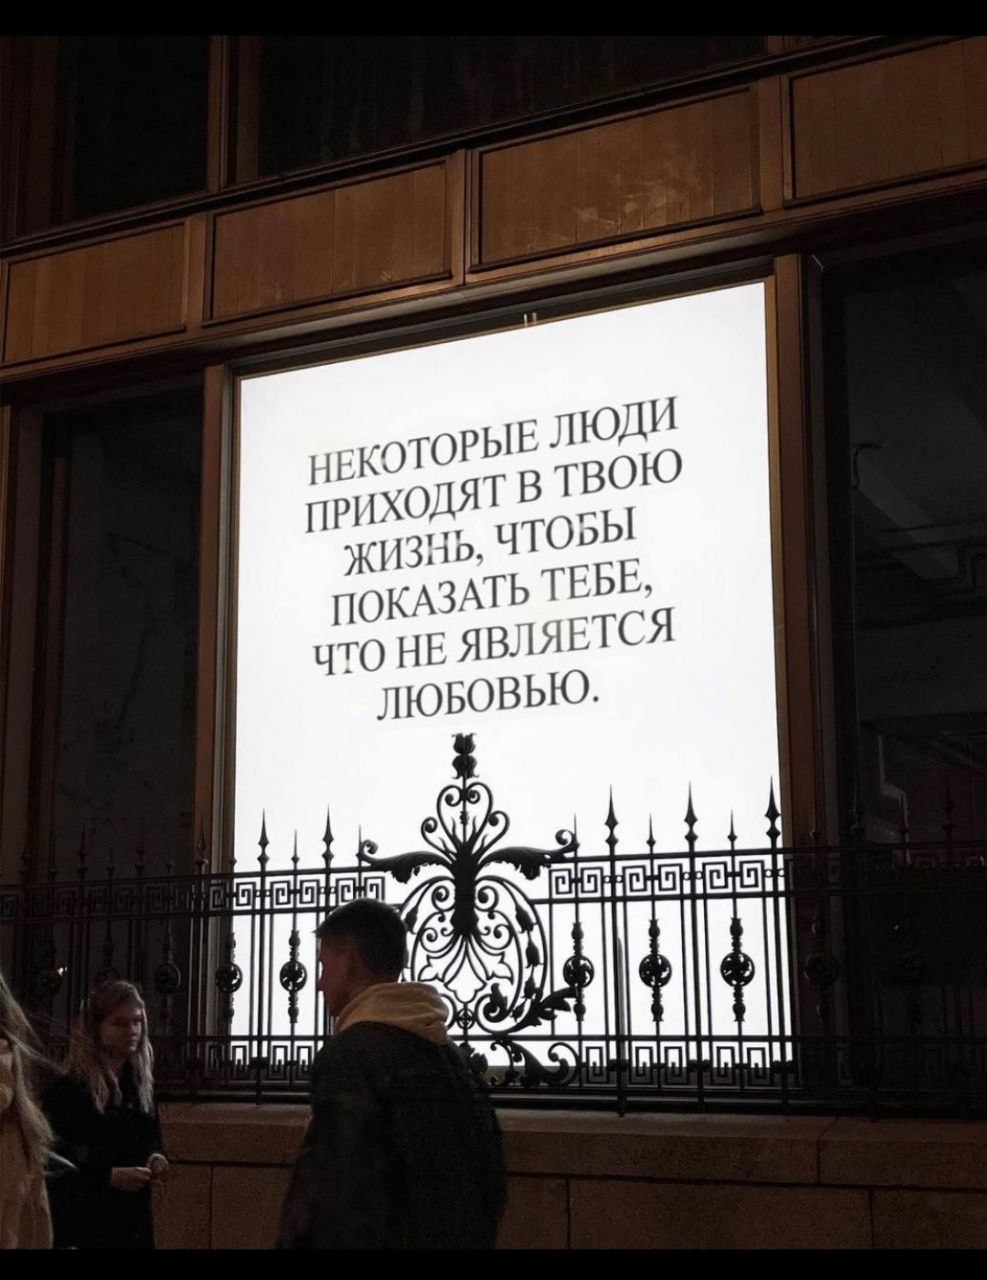 НЕКОТОРЫЕ ЛЮДИ
ПРИХОДЯТ В ТВОЮ
ЖИЗНЬ, ЧТОБЫ
ПОКАЗАТЬ ТЕБЕ,
ЧТО НЕ ЯВЛЯЕТСЯ
ЛЮБОВЬЮ.